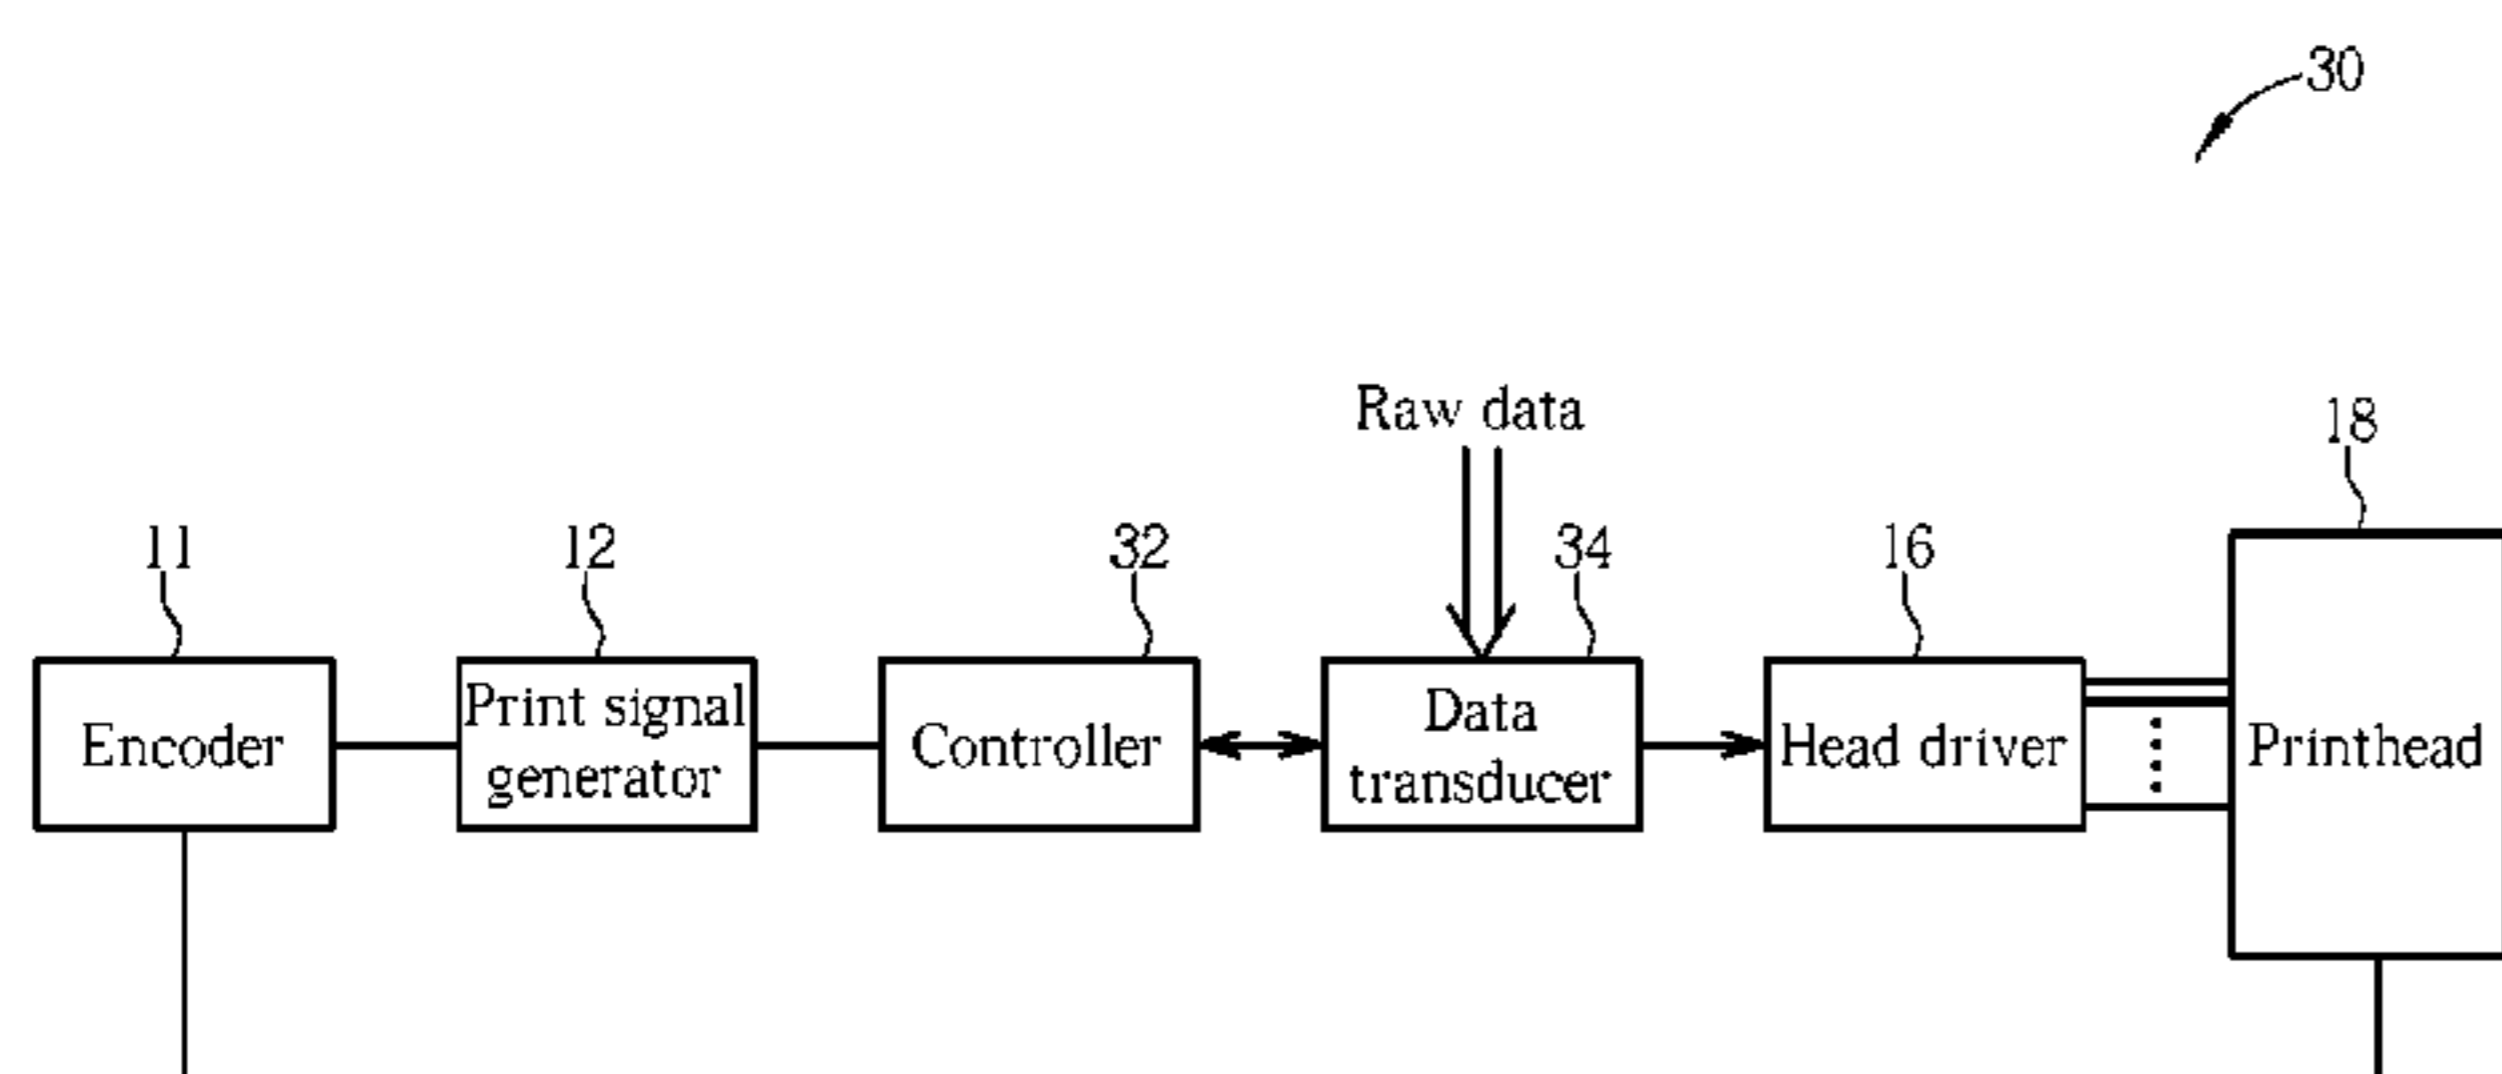 30
Raw data
18
11
12
32
34
16
Encoder
Print signal
generator
Controller
Data
transducer
Head driver
Printhead